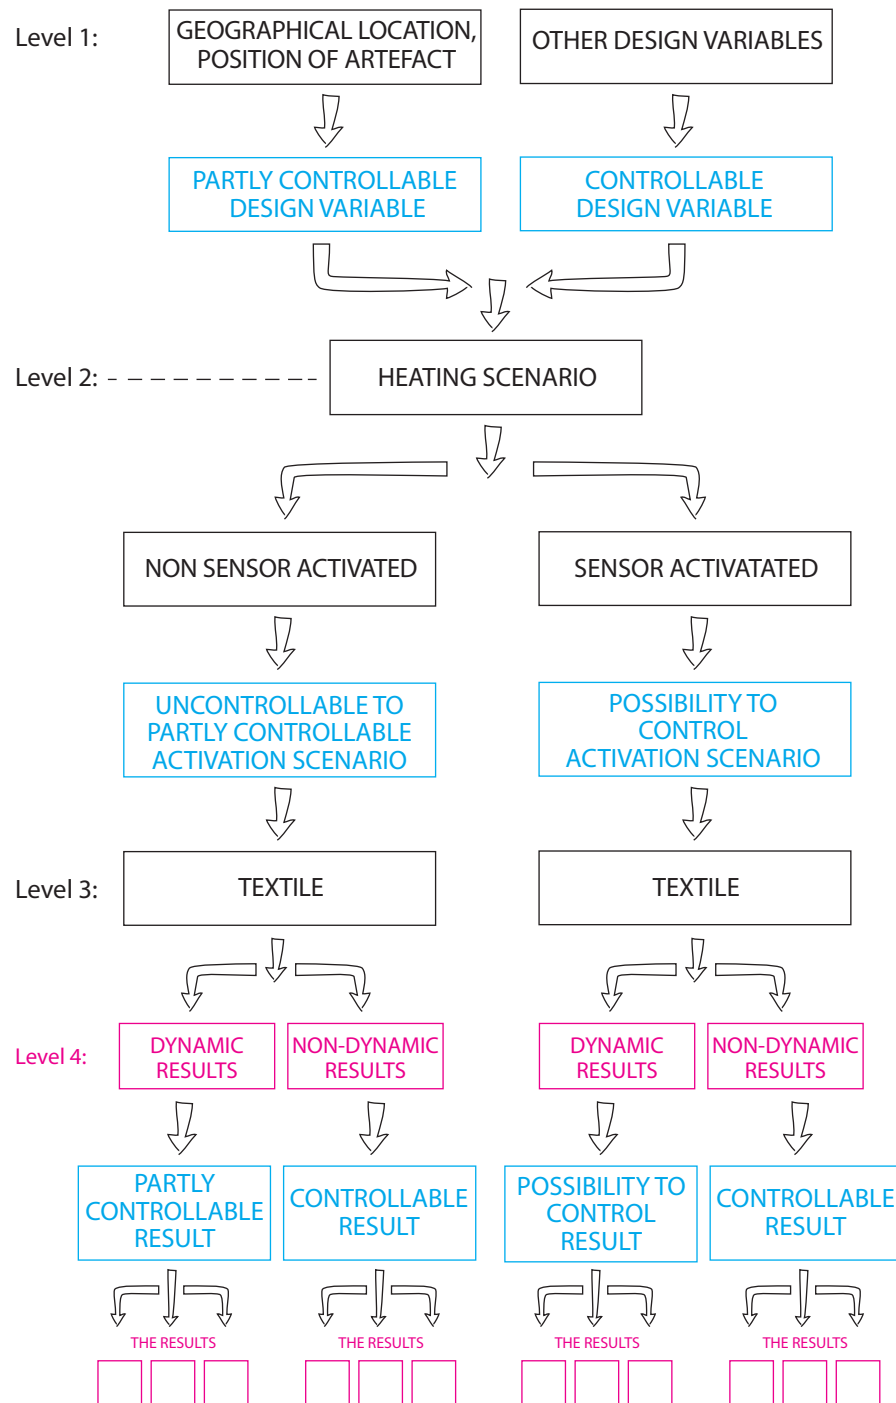 Level 1:
GEOGRAPHICAL LOCATION,
POSITION OF ARTEFACT
OTHER DESIGN VARIABLES
PARTLY CONTROLLABLE
DESIGN VARIABLE
CONTROLLABLE
DESIGN VARIABLE
Level 2:
HEATING SCENARIO
NON SENSOR ACTIVATED
SENSOR ACTIVATATED
UNCONTROLLABLE TO
PARTLY CONTROLLABLE
ACTIVATION SCENARIO
POSSIBILITY TO
CONTROL
ACTIVATION SCENARIO
Level 3:
TEXTILE
TEXTILE
Level 4:
DYNAMIC
RESULTS
NON-DYNAMIC
RESULTS
DYNAMIC
RESULTS
NON-DYNAMIC
RESULTS
PARTLY
CONTROLLABLE
RESULT
CONTROLLABLE
RESULT
POSSIBILITY TO
CONTROL
RESULT
CONTROLLABLE
RESULT
THE RESULTS
THE RESULTS
THE RESULTS
THE RESULTS